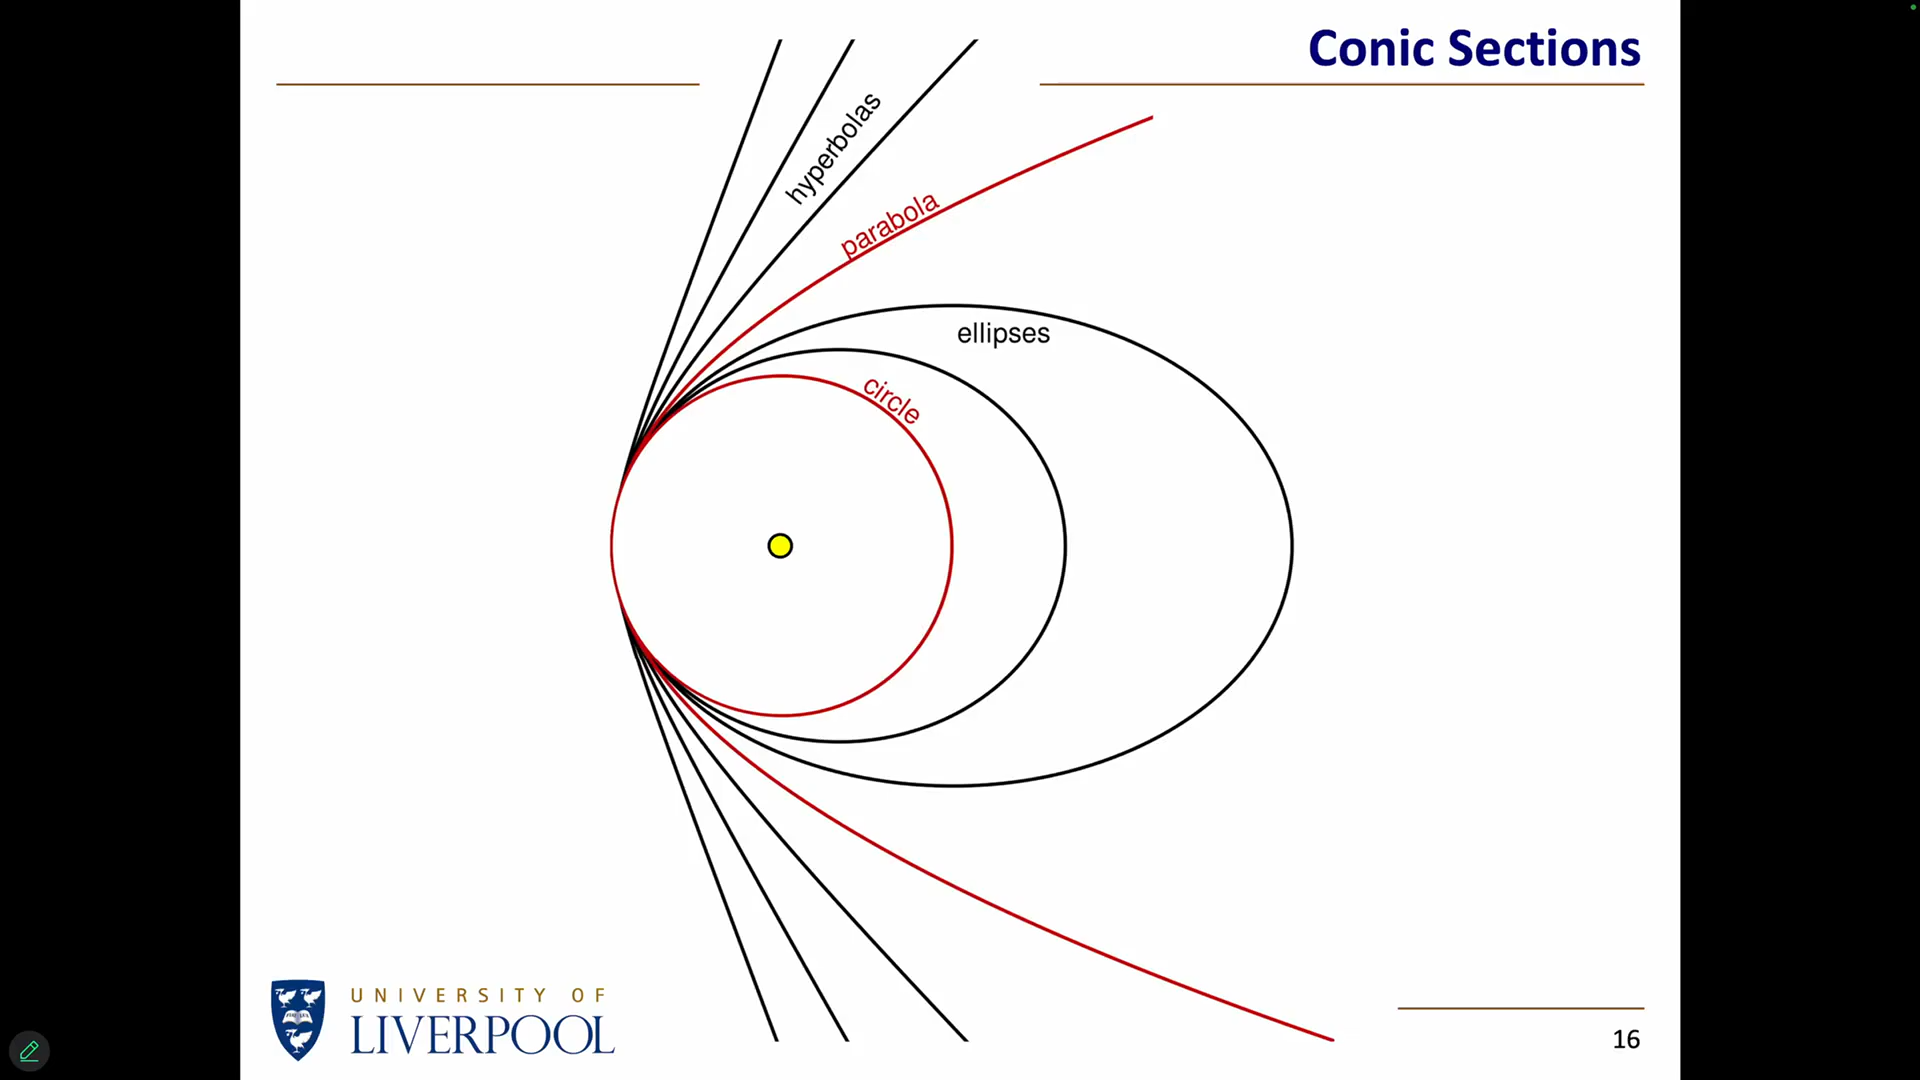 Conic Sections
hyperbolas
parabola
ellipses
circle
UNIVERSITY OF
LIVERPOOL
16